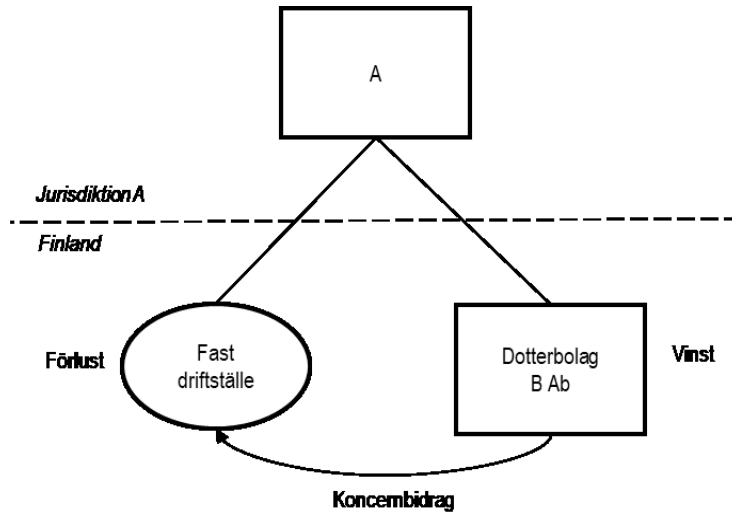 A
Jurisdiktion A
Finland
Förlust
Fast
driftställe
Dotterbolag
B Ab
Vinst
Koncernbidrag